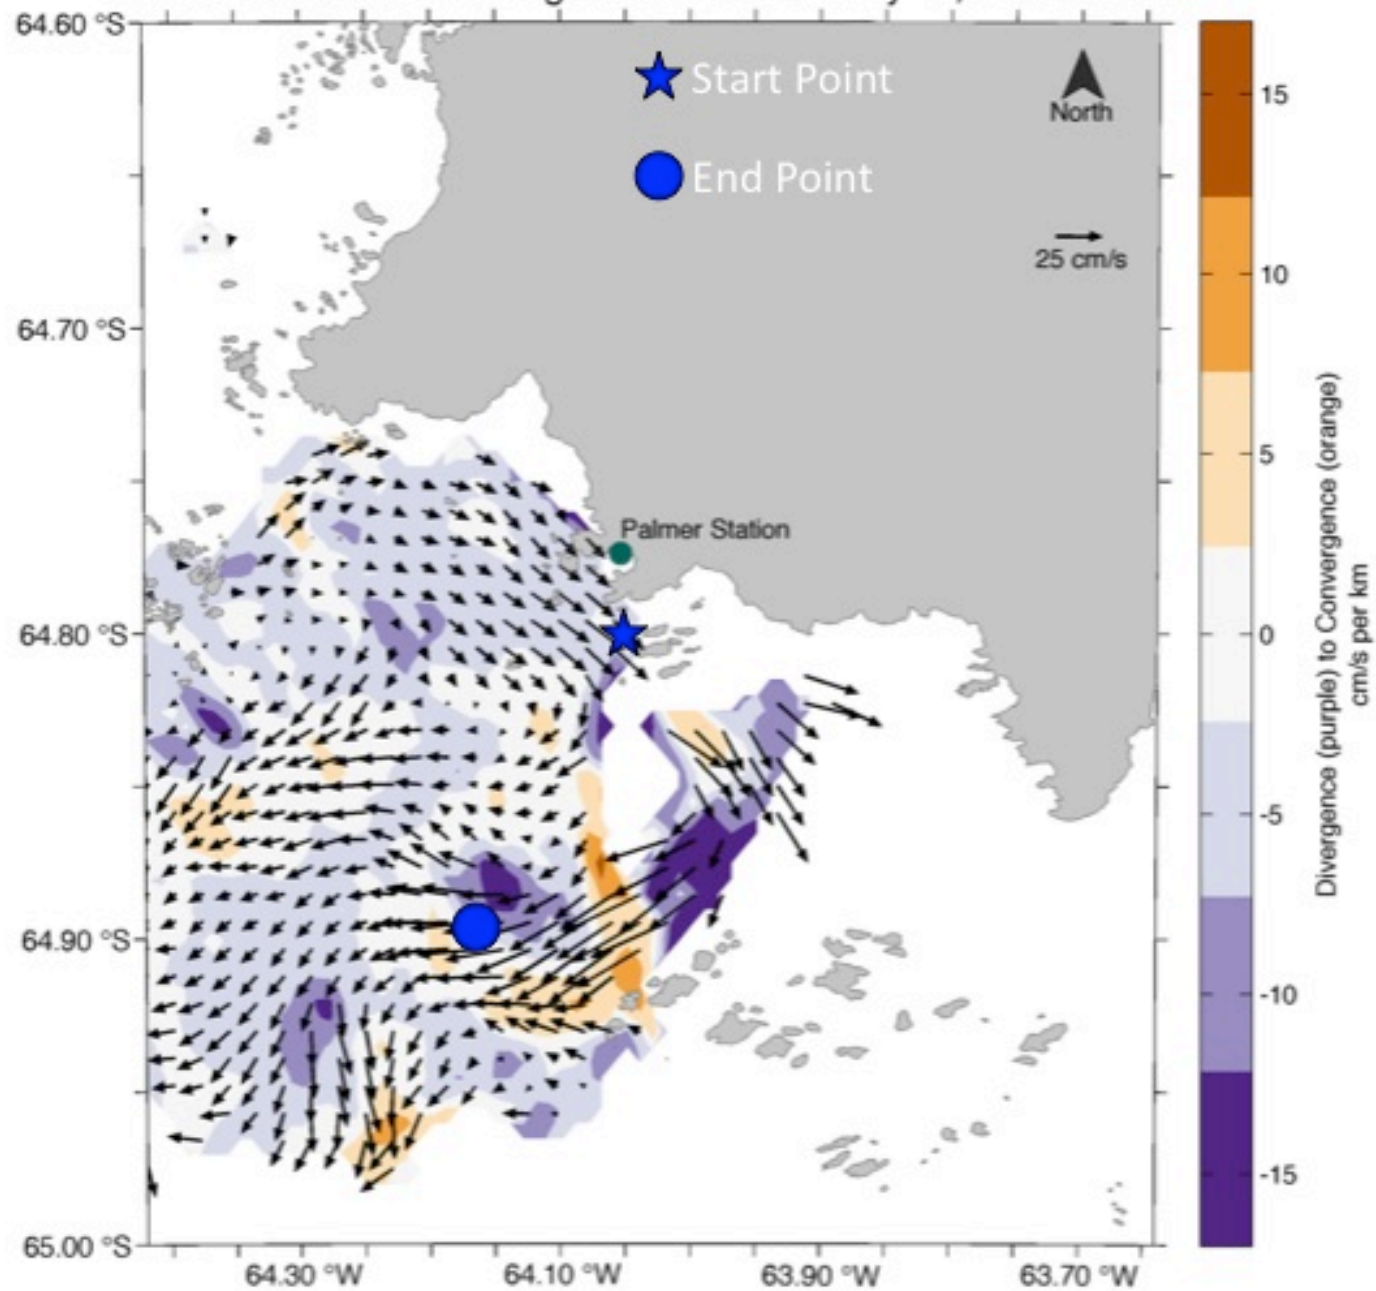 64.60 °S
Start Point
North
End Point
25 cm/s
64.70 °S
Palmer Station
64.80 °S
64.90 °S
65.00 °S
64.30 °W
64.10 °W
63.90 °W
63.70 °W
15
10
5
0
-5
-10
-15
Divergence (purple) to Convergence (orange)
cm/s per km